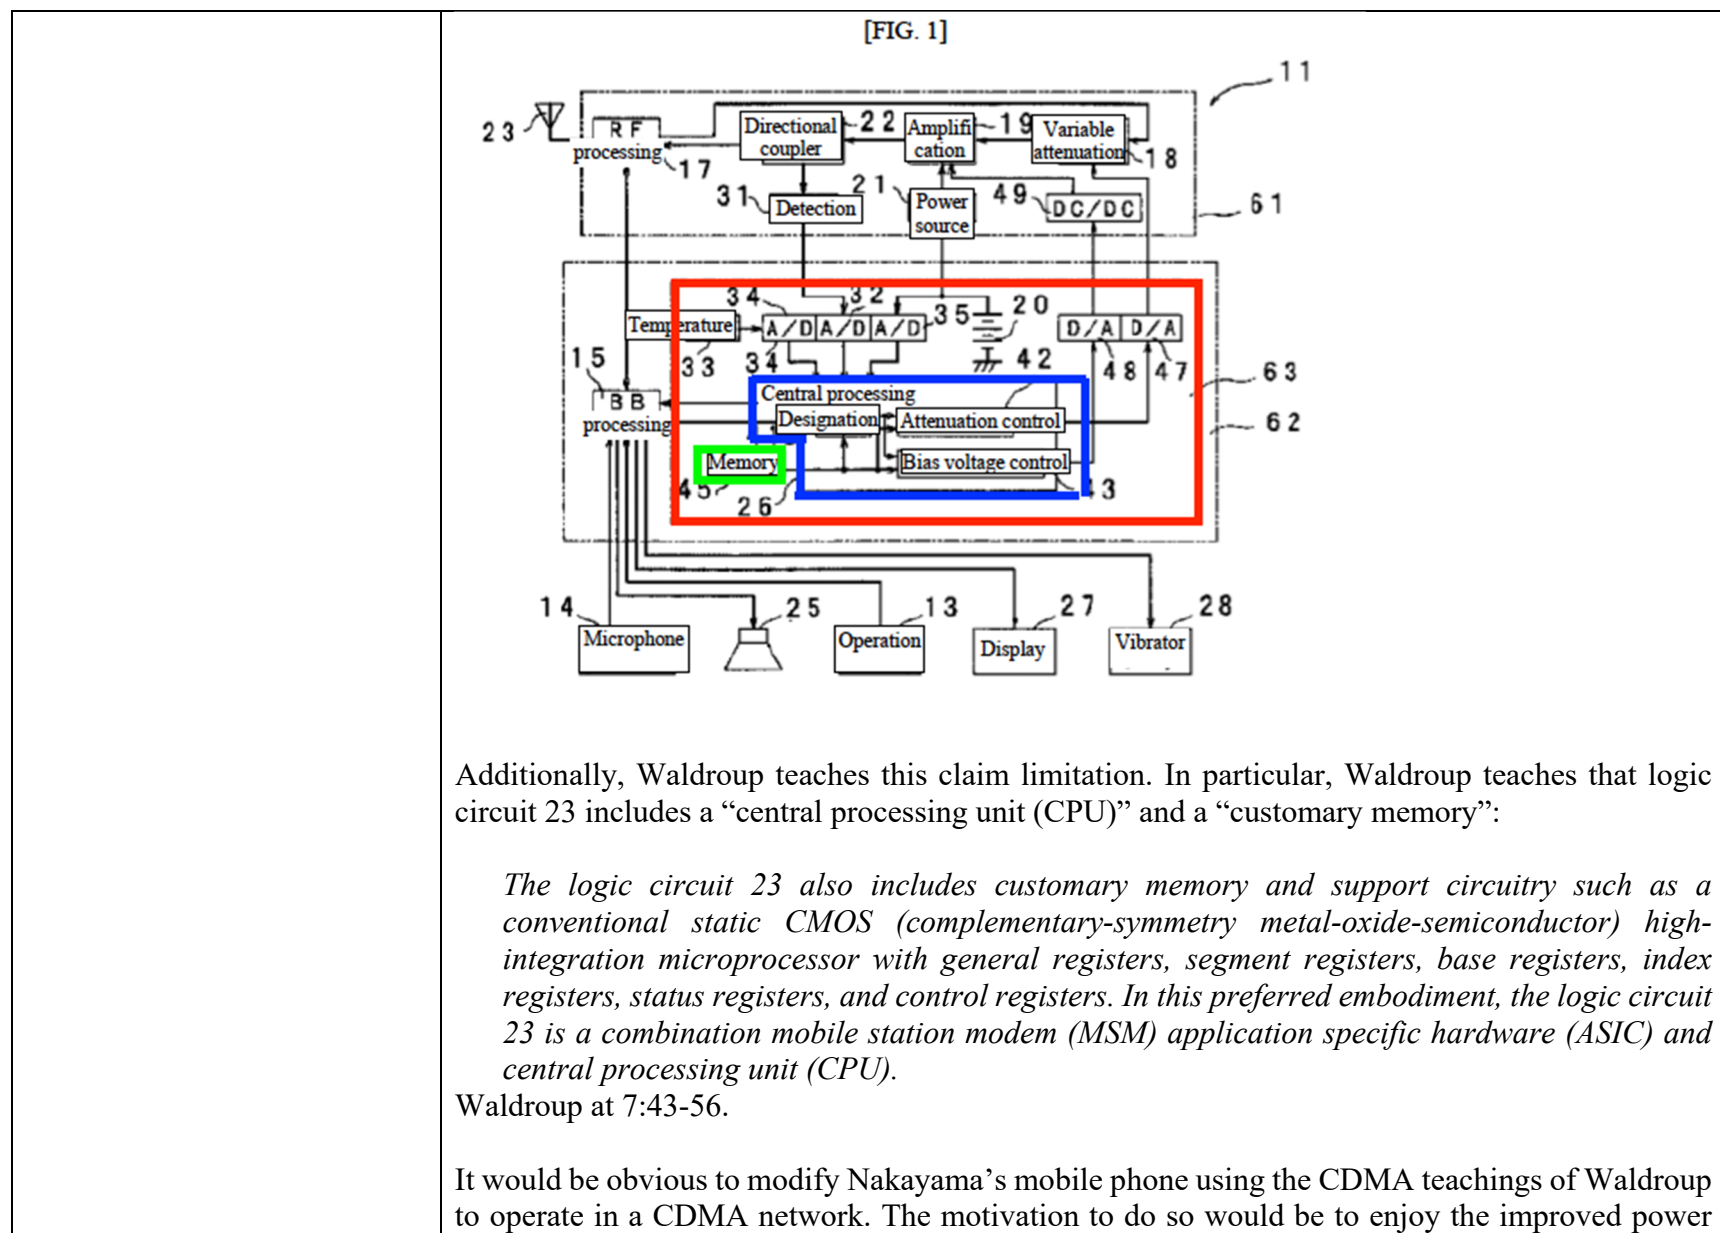 [FIG. 1]
11
23
RF
processing
17
Directional
coupler
22
Amplifi
cation
19
Variable
attenuation
18
31
Detection
21
Power
source
49
DC/DC
61
34
32
35
20
Temperature
33
A/D A/D A/D
34
D/A D/A
48
47
42
15
BB
processing
Central processing
Designation
Attenuation control
63
62
Memory
Bias voltage control
45
26
43
14
Microphone
25
13
Operation
27
Display
28
Vibrator
Additionally, Waldroup teaches this claim limitation. In particular, Waldroup teaches that logic
circuit 23 includes a “central processing unit (CPU)” and a “customary memory”:
The logic circuit 23 also includes customary memory and support circuitry such as a
conventional static CMOS (complementary-symmetry metal-oxide-semiconductor) high-
integration microprocessor with general registers, segment registers, base registers, index
registers, status registers, and control registers. In this preferred embodiment, the logic circuit
23 is a combination mobile station modem (MSM) application specific hardware (ASIC) and
central processing unit (CPU).
Waldroup at 7:43-56.
It would be obvious to modify Nakayama’s mobile phone using the CDMA teachings of Waldroup
to operate in a CDMA network. The motivation to do so would be to enjoy the improved power